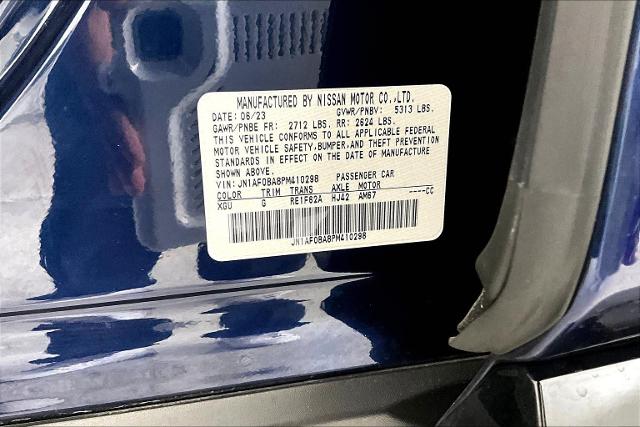 MANUFACTURED BY NISSAN MOTOR CO.,LTD.
DATE: 06/23 GVWR/PNBV: 5313 LBS.
GAWR/PNBE FR: 2712 LBS. RR: 2624 LBS.
THIS VEHICLE CONFORMS TO ALL APPLICABLE FEDERAL
MOTOR VEHICLE SAFETY,BUMPER,AND THEFT PREVENTION
STANDARDS IN EFFECT ON THE DATE OF MANUFACTURE
SHOWN ABOVE.
VIN: JN1AF0BA8PM410298 PASSENGER CAR
COLOR TRIM TRANS AXLE MOTOR
XGU G RE1F62A HJ42 AM67 ----CC
JN1AF0BA8PM410298